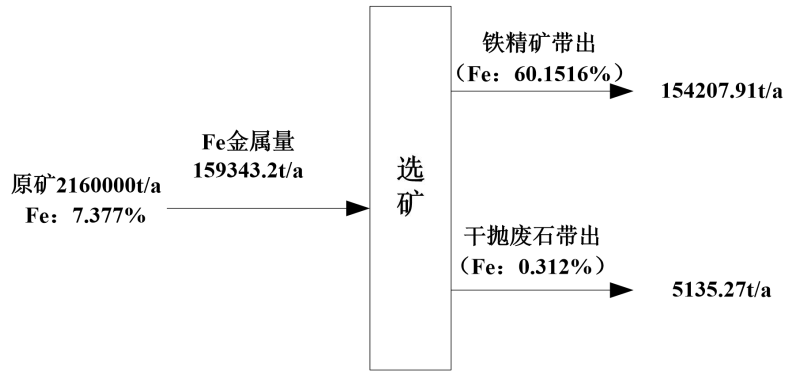 铁精矿带出
（Fe：60.1516%）
154207.91t/a
Fe金属量
159343.2t/a
原矿2160000t/a
Fe：7.377%
选
矿
干抛废石带出
（Fe：0.312%）
5135.27t/a